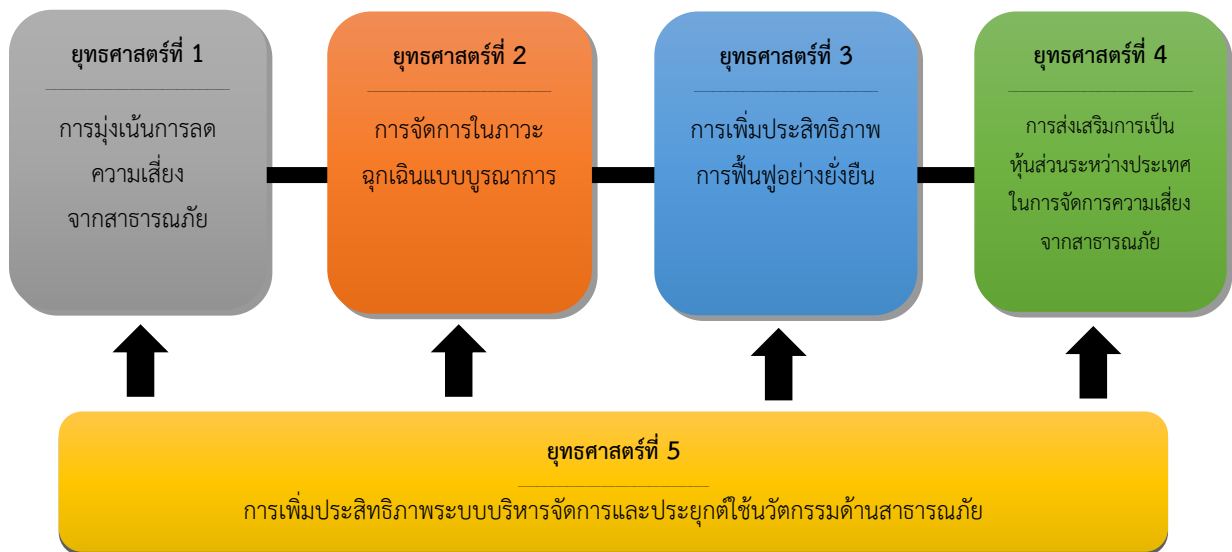 ยุทธศาสตร์ที่ 1
การมุ่งเน้นการลด
ความเสี่ยง
จากสาธารณภัย
ยุทธศาสตร์ที่ 2
การจัดการในภาวะ
ฉุกเฉินแบบบูรณาการ
ยุทธศาสตร์ที่ 3
การเพิ่มประสิทธิภาพ
การฟื้นฟูอย่างยั่งยืน
ยุทธศาสตร์ที่ 4
การส่งเสริมการเป็น
หุ้นส่วนระหว่างประเทศ
ในการจัดการความเสี่ยง
จากสาธารณภัย
ยุทธศาสตร์ที่ 5
การเพิ่มประสิทธิภาพระบบบริหารจัดการและประยุกต์ใช้นวัตกรรมด้านสาธารณภัย